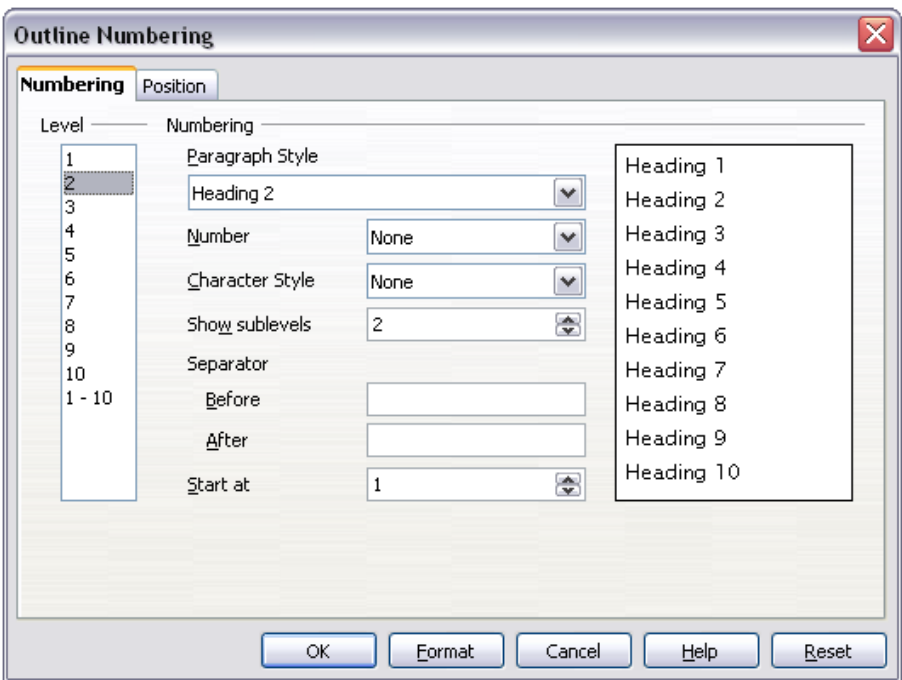 Outline Numbering
Numbering Position
Level
1
2
3
4
5
6
7
8
9
10
1 - 10
Numbering
Paragraph Style
Heading 2
Number None
Character Style None
Show sublevels 2
Separator
Before
After
Start at 1
Heading 1
Heading 2
Heading 3
Heading 4
Heading 5
Heading 6
Heading 7
Heading 8
Heading 9
Heading 10
OK Format Cancel Help Reset